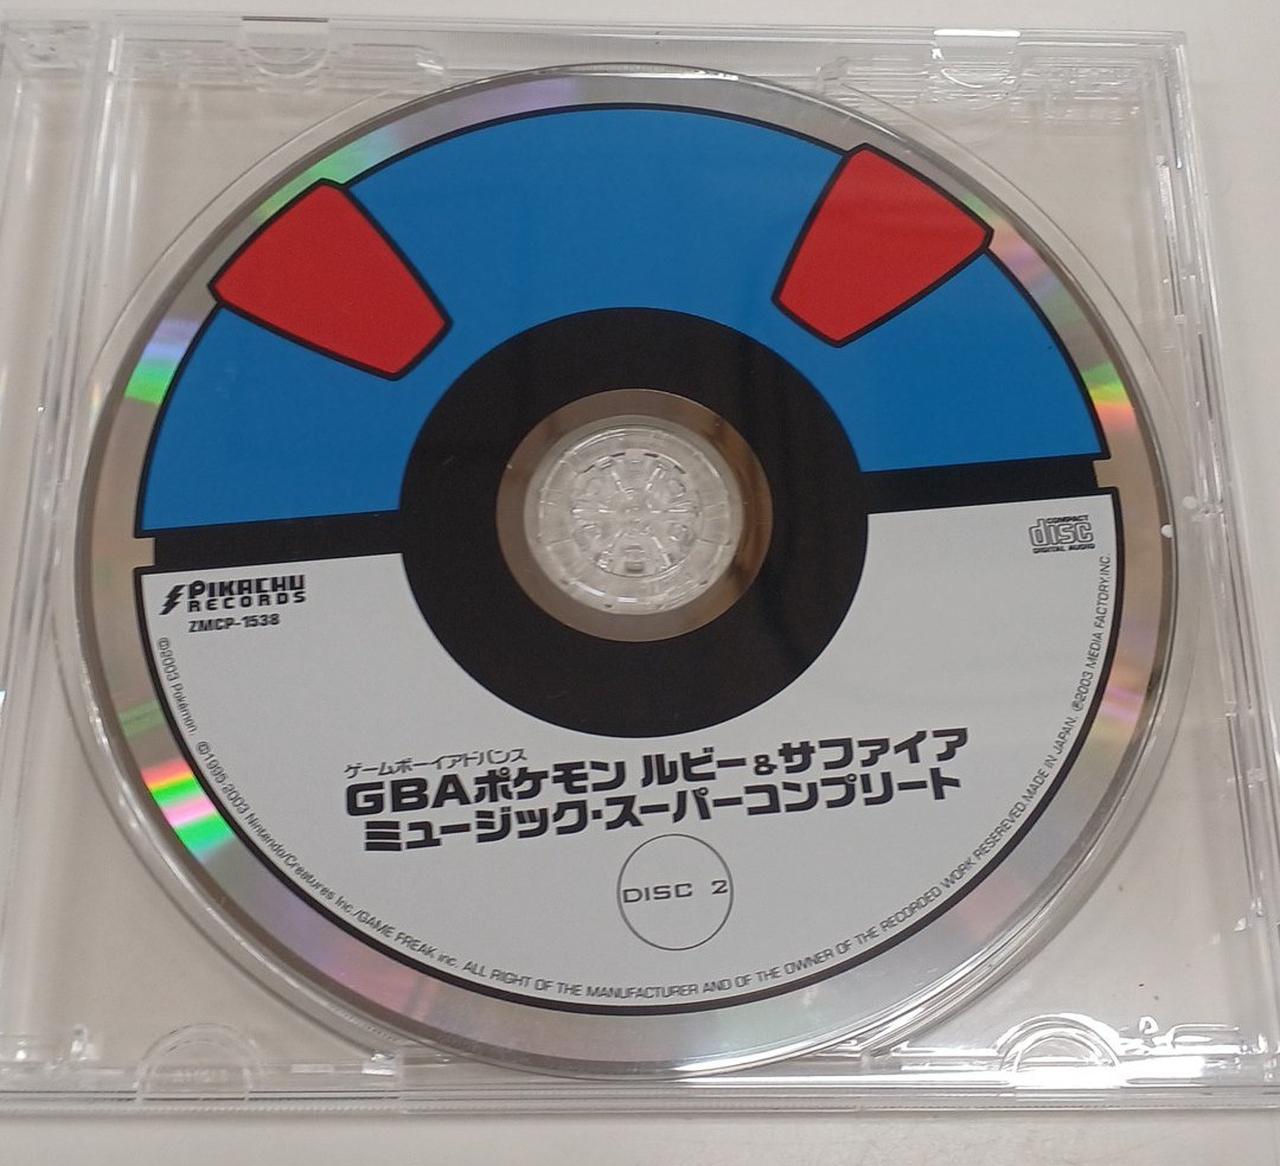 COMPACT
disc
DIGITAL AUDIO
PIKACHU
RECORDS
ZMCP-1538
ゲームボーイアドバンス
GBAポケモン ルビー&サファイア
ミュージック・スーパーコンプリート
DISC 2
©2003 Pokémon. ©1995-2003 Nintendo/Creatures Inc./GAME FREAK inc. ALL RIGHT OF THE MANUFACTURER AND OF THE OWNER OF THE RECORDED WORK RESEREVED.MADE IN JAPAN. ℗2003 MEDIA FACTORY,INC.